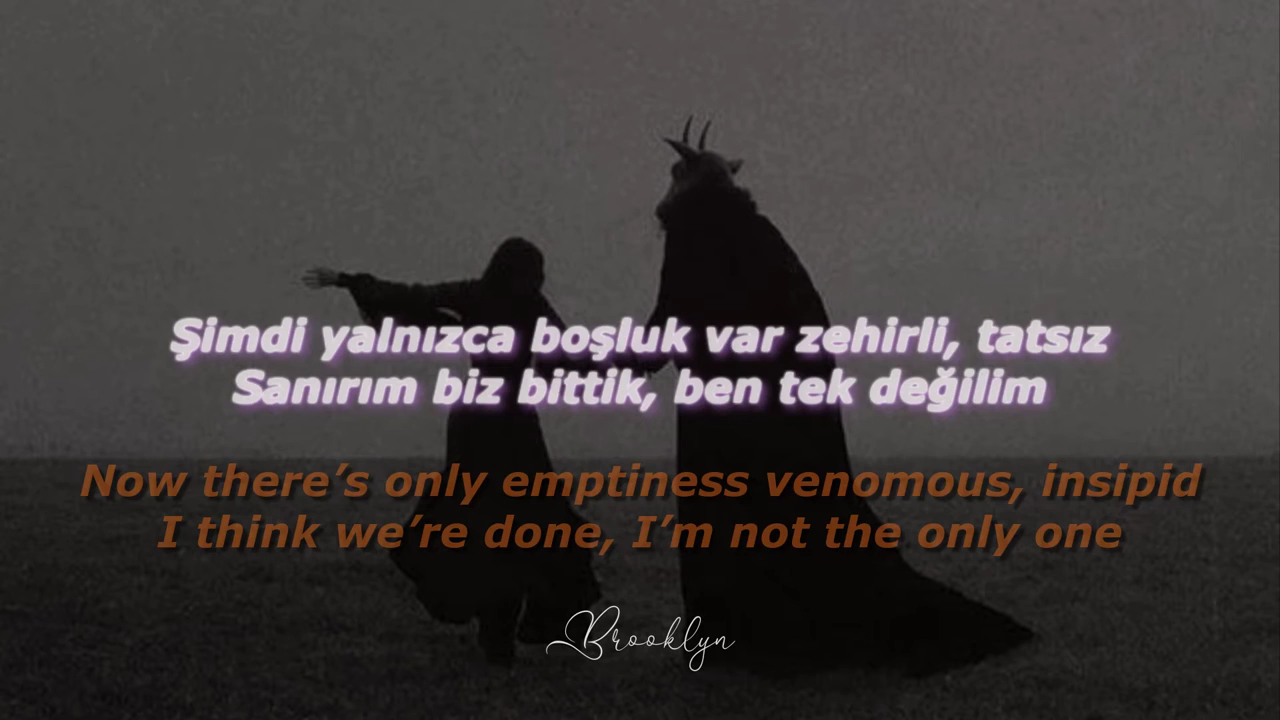 Şimdi yalnızca boşluk var zehirli, tatsız
Sanırım biz bittik, ben tek değilim
Now there’s only emptiness venomous, insipid
I think we’re done, I’m not the only one
Brooklyn